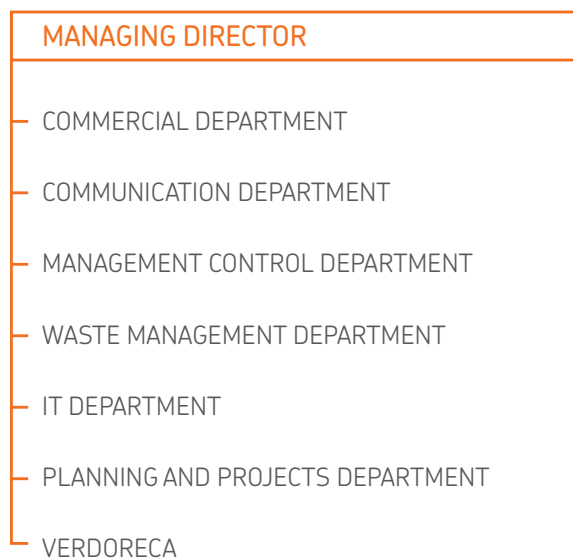 MANAGING DIRECTOR
COMMERCIAL DEPARTMENT
COMMUNICATION DEPARTMENT
MANAGEMENT CONTROL DEPARTMENT
WASTE MANAGEMENT DEPARTMENT
IT DEPARTMENT
PLANNING AND PROJECTS DEPARTMENT
VERDORECA